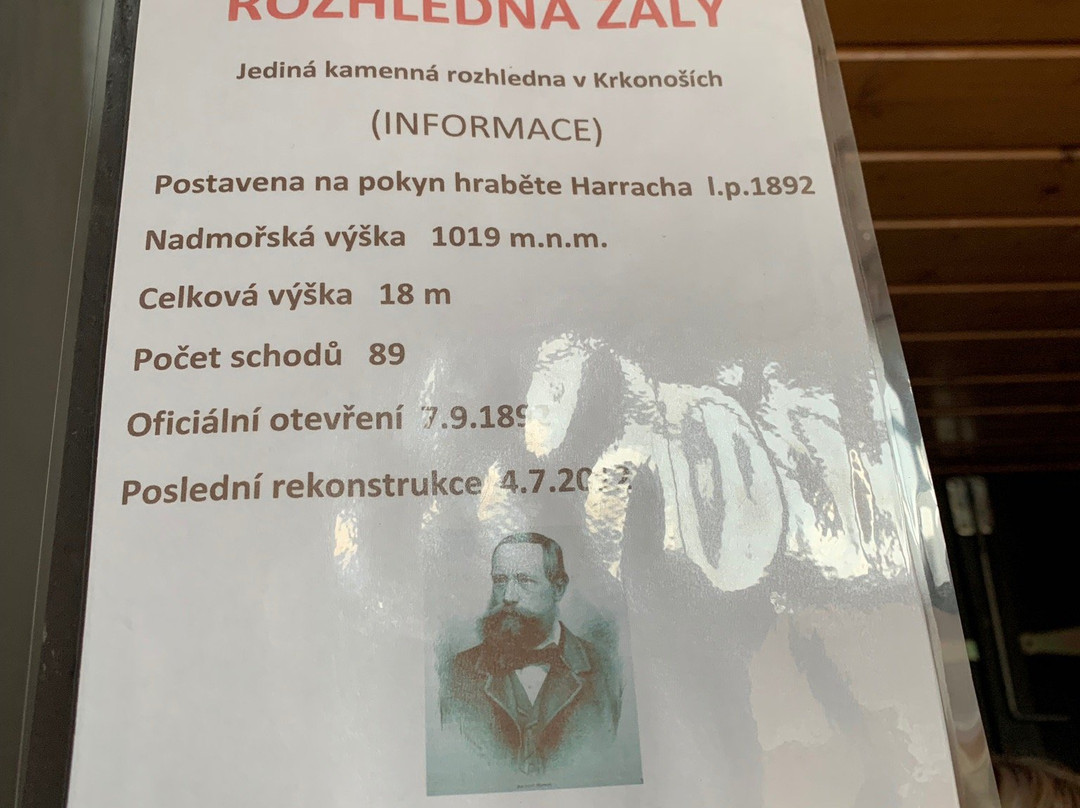 ROZHLEDNA ŽALÝ
Jediná kamenná rozhledna v Krkonoších
(INFORMACE)
Postavena na pokyn hraběte Harracha l.p.1892
Nadmořská výška 1019 m.n.m.
Celková výška 18 m
Počet schodů 89
Oficiální otevření
Poslední rekonstrukce